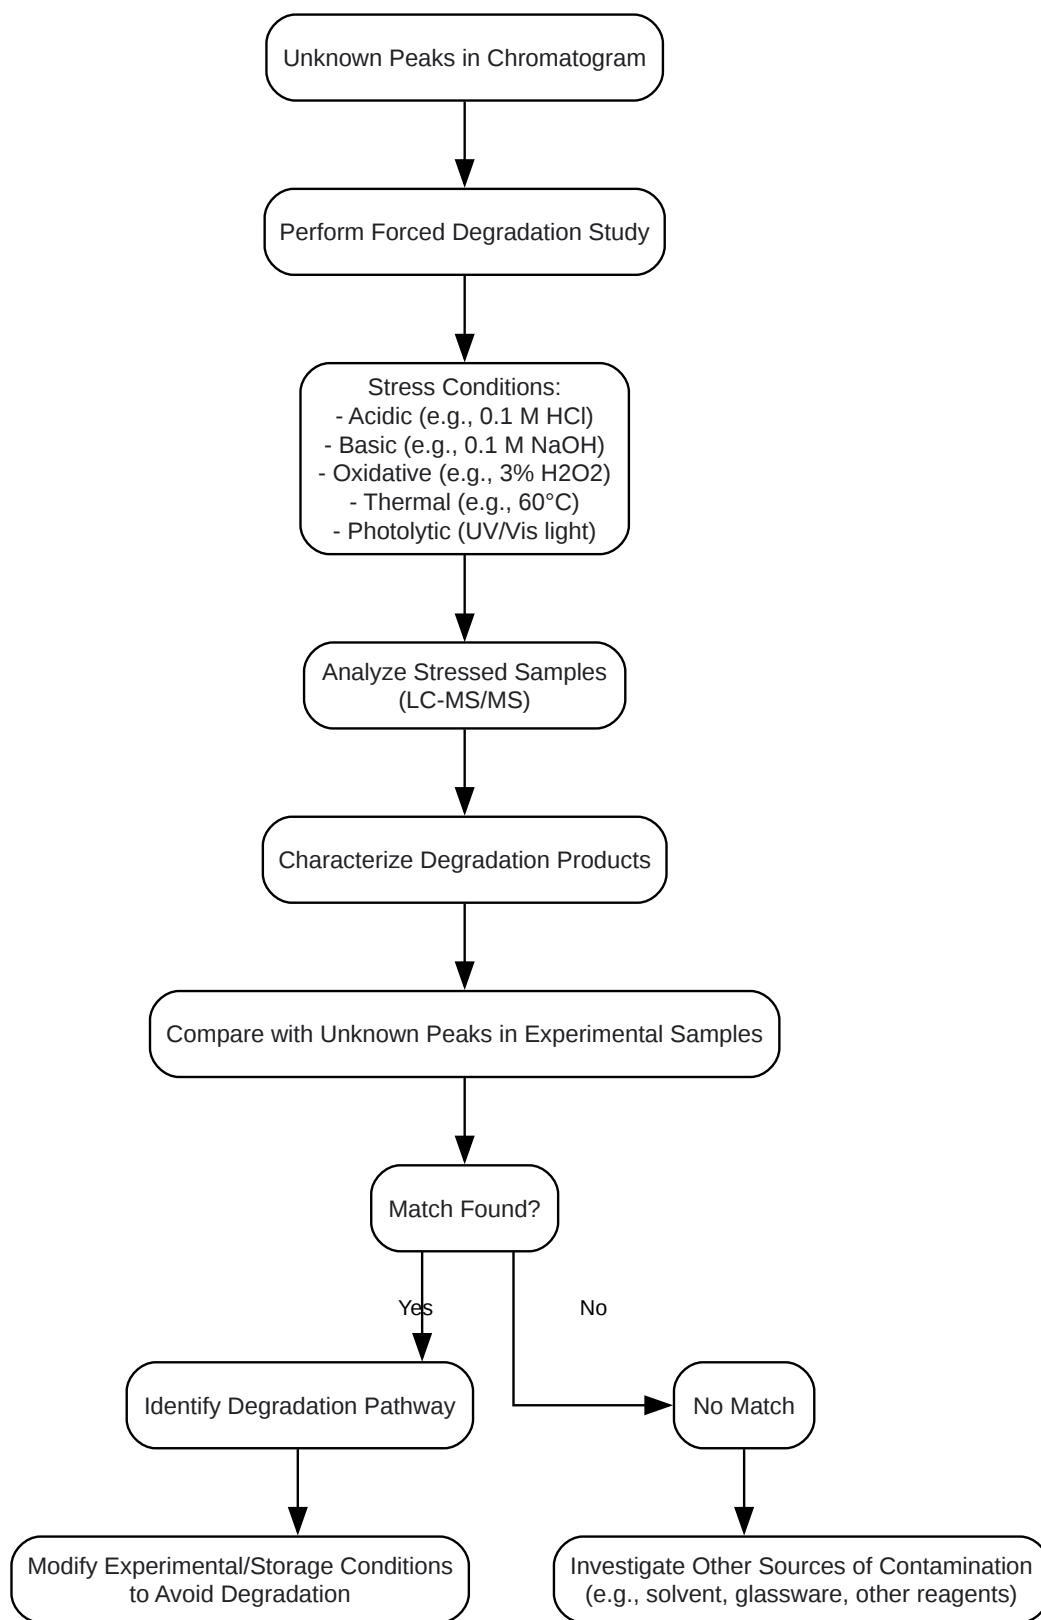 Unknown Peaks in Chromatogram
Perform Forced Degradation Study
Stress Conditions:
- Acidic (e.g., 0.1 M HCl)
- Basic (e.g., 0.1 M NaOH)
- Oxidative (e.g., 3% H2O2)
- Thermal (e.g., 60°C)
- Photolytic (UV/Vis light)
Analyze Stressed Samples
(LC-MS/MS)
Characterize Degradation Products
Compare with Unknown Peaks in Experimental Samples
Match Found?
Yes
No
Identify Degradation Pathway
No Match
Modify Experimental/Storage Conditions
to Avoid Degradation
Investigate Other Sources of Contamination
(e.g., solvent, glassware, other reagents)